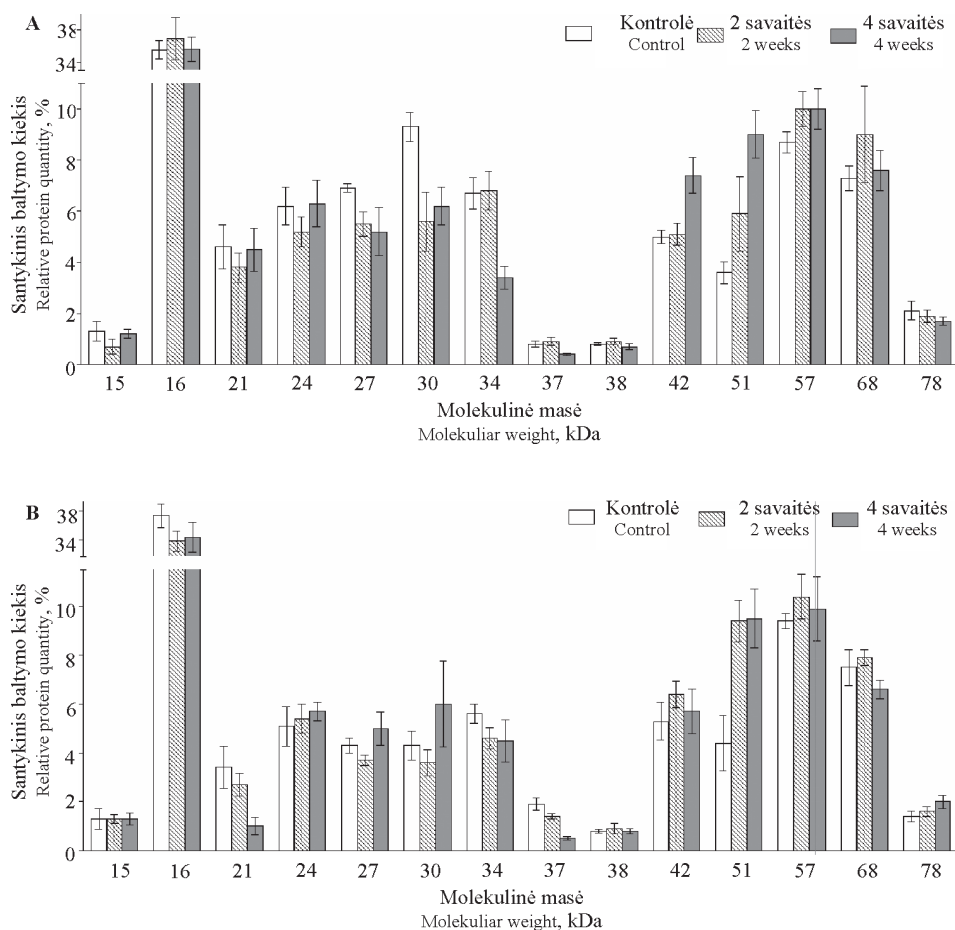 A
Kontrolė
Control
2 savaitės
2 weeks
4 savaitės
4 weeks
Santykinis baltymo kiekis
Relative protein quantity, %
38
34
10
8
6
4
2
0
15 16 21 24 27 30 34 37 38 42 51 57 68 78
Molekulinė masė
Molekuliar weight, kDa
B
Kontrolė
Control
2 savaitės
2 weeks
4 savaitės
4 weeks
Santykinis baltymo kiekis
Relative protein quantity, %
38
34
10
8
6
4
2
0
15 16 21 24 27 30 34 37 38 42 51 57 68 78
Molekulinė masė
Molekuliar weight, kDa